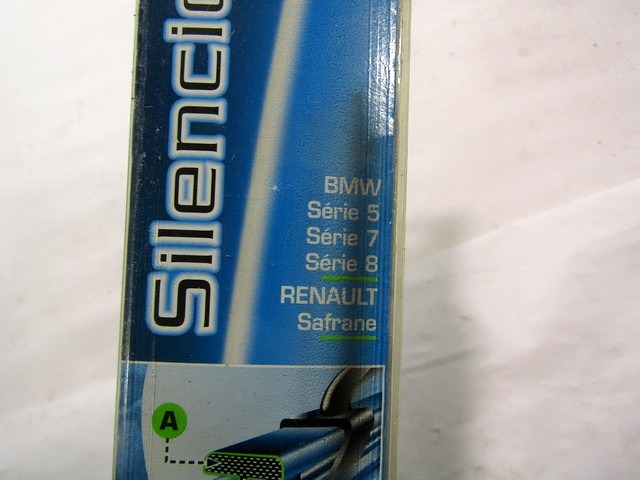 Silencio
BMW
Série 5
Série 7
Série 8
RENAULT
Safrane
A